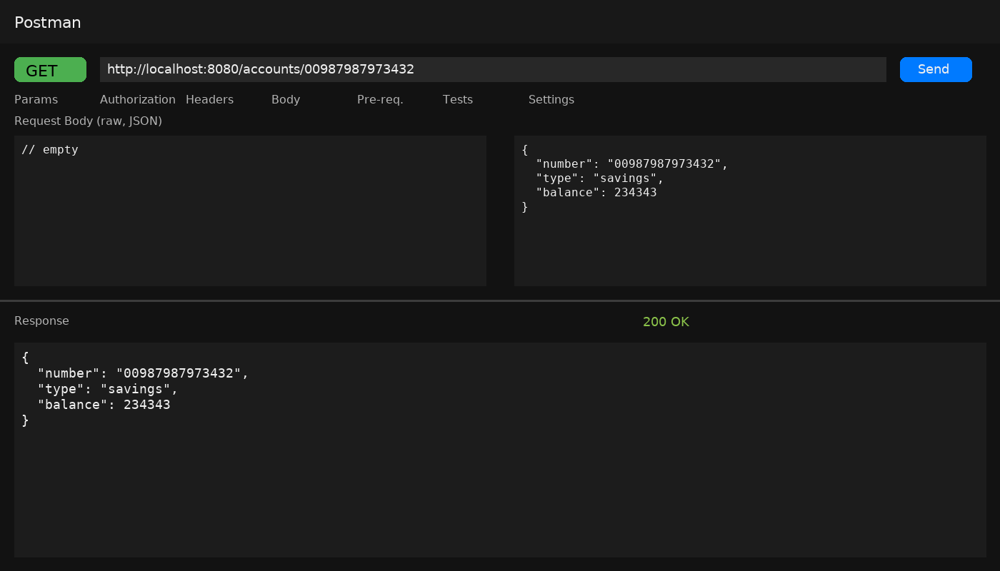 Postman
GET http://localhost:8080/accounts/00987987973432 Send
Params Authorization Headers Body Pre-req. Tests Settings
Request Body (raw, JSON)
// empty
{
  "number": "00987987973432",
  "type": "savings",
  "balance": 234343
}
Response 200 OK
{
  "number": "00987987973432",
  "type": "savings",
  "balance": 234343
}